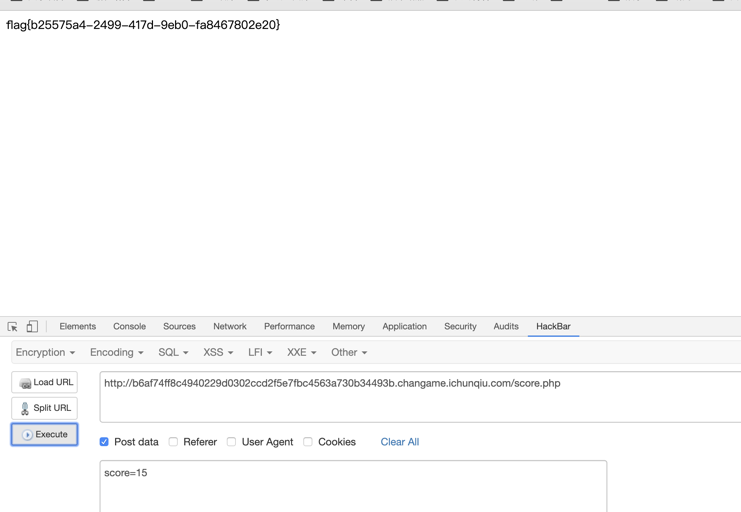 flag{b25575a4-2499-417d-9eb0-fa8467802e20}
Elements Console Sources Network Performance Memory Application Security Audits HackBar
Encryption Encoding SQL XSS LFI XXE Other
Load URL
http://b6af74ff8c4940229d0302ccd2f5e7fbc4563a730b34493b.changame.ichunqiu.com/score.php
Split URL
Execute
Post data Referer User Agent Cookies Clear All
score=15